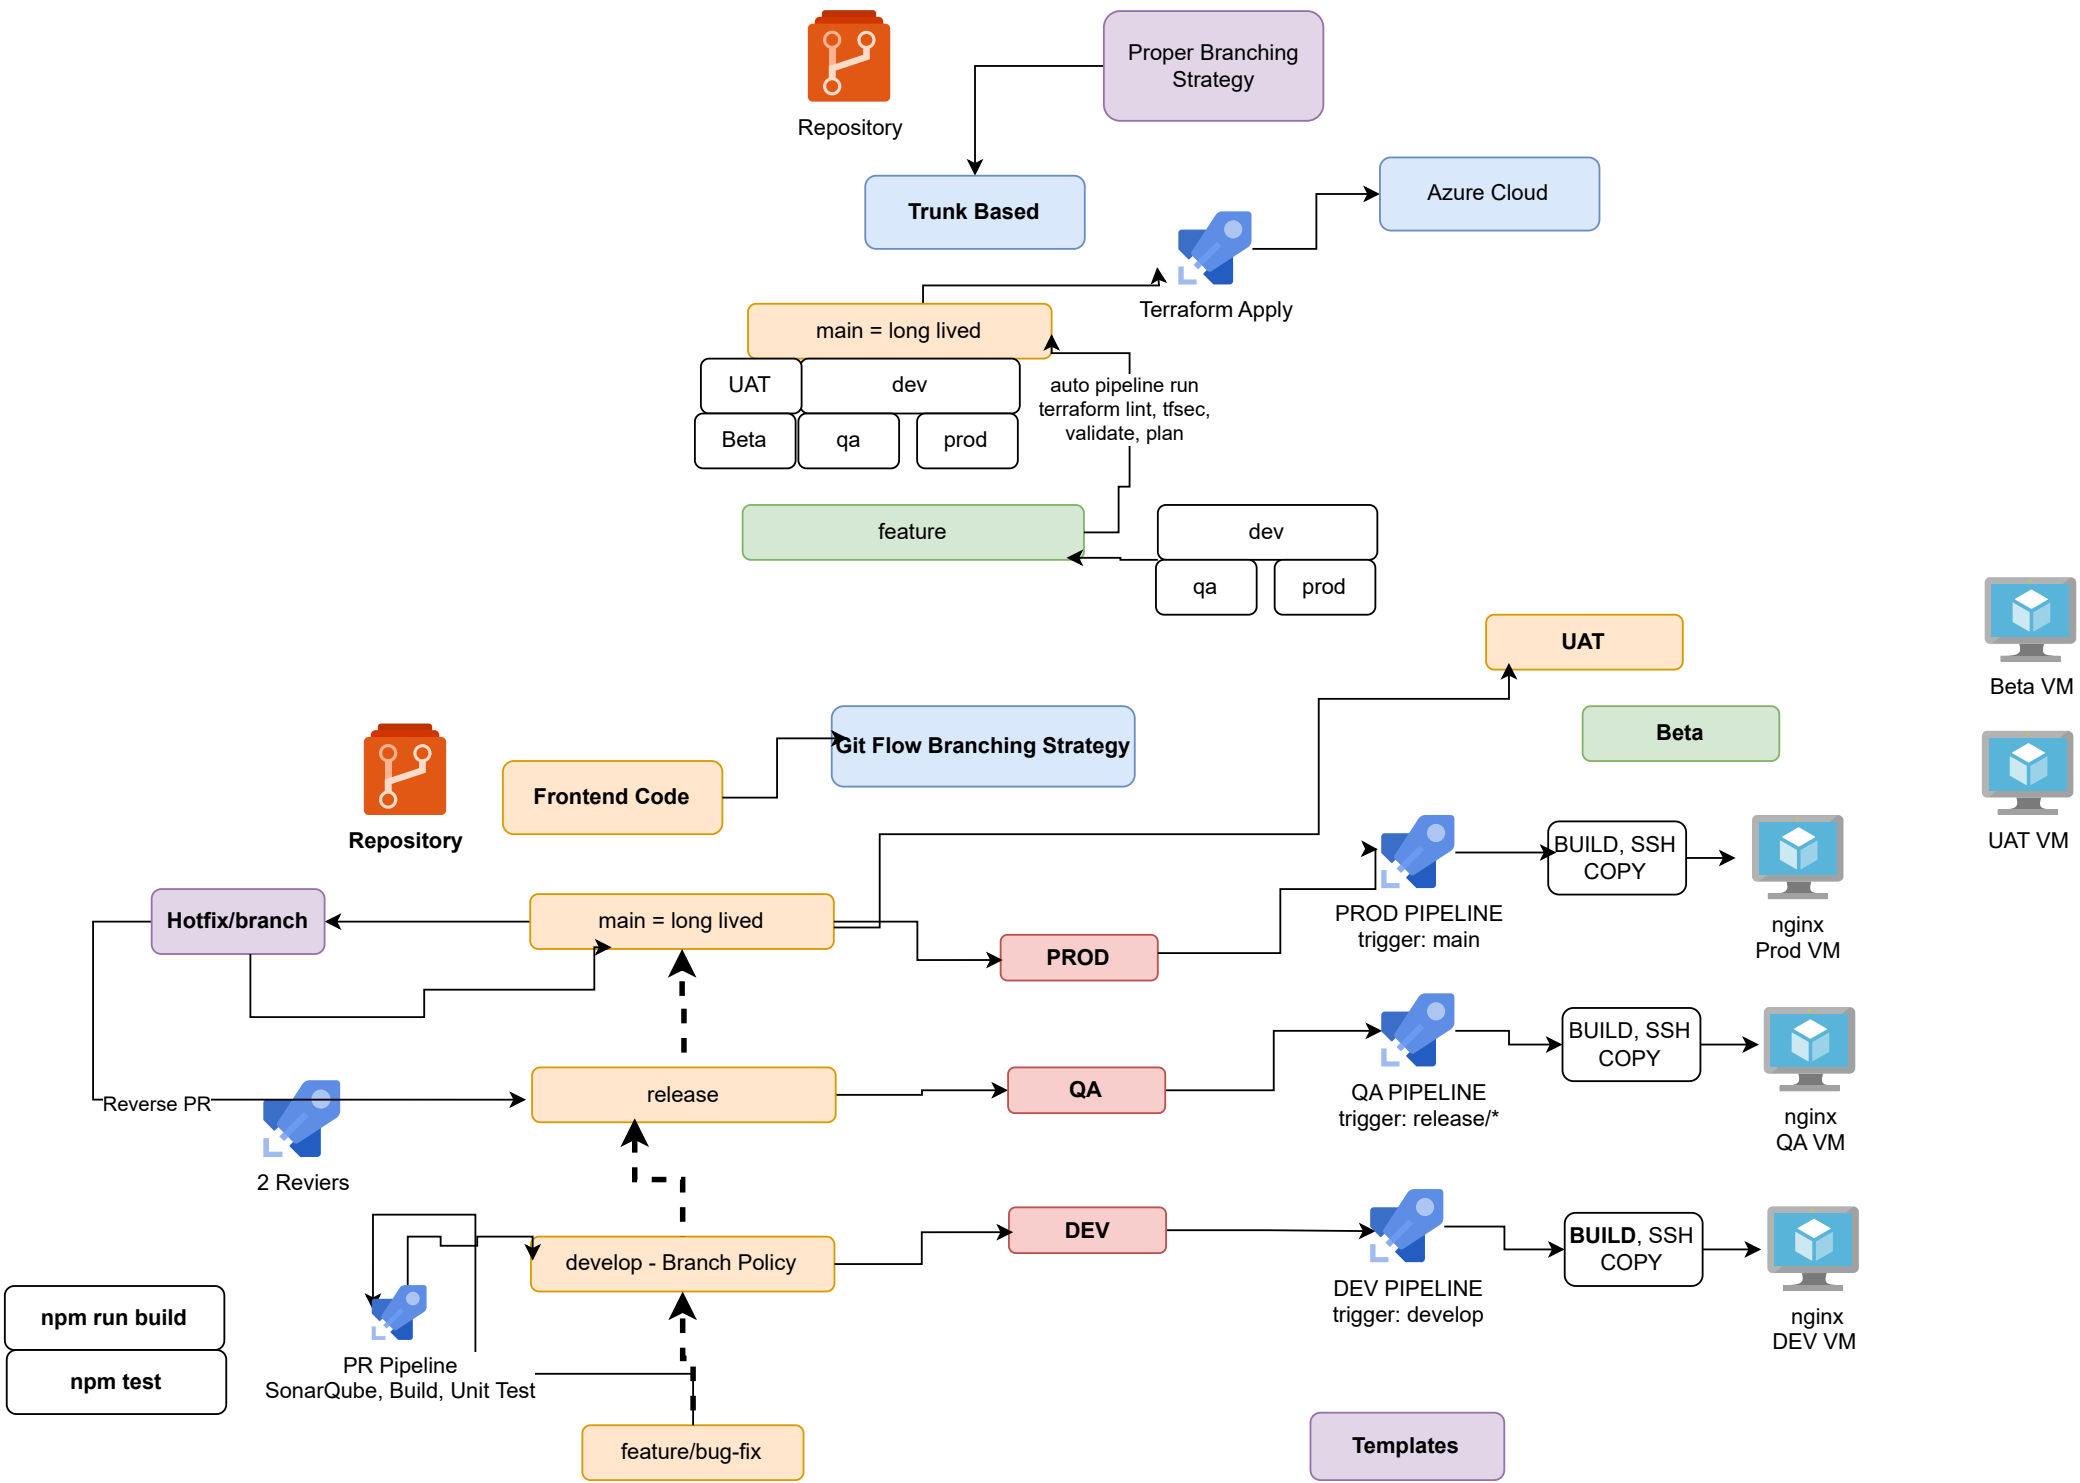 Proper Branching
Strategy
Repository
Trunk Based
Azure Cloud
Terraform Apply
main = long lived
UAT
dev
Beta
qa
prod
auto pipeline run
terraform lint, tfsec,
validate, plan
feature
dev
qa
prod
UAT
Beta VM
Beta
Git Flow Branching Strategy
Frontend Code
Repository
UAT VM
BUILD, SSH
COPY
PROD PIPELINE
trigger: main
nginx
Prod VM
Hotfix/branch
main = long lived
PROD
BUILD, SSH
COPY
QA PIPELINE
trigger: release/*
nginx
QA VM
Reverse PR
release
QA
2 Reviers
develop - Branch Policy
DEV
BUILD, SSH
COPY
DEV PIPELINE
trigger: develop
nginx
DEV VM
npm run build
npm test
PR Pipeline
SonarQube, Build, Unit Test
feature/bug-fix
Templates